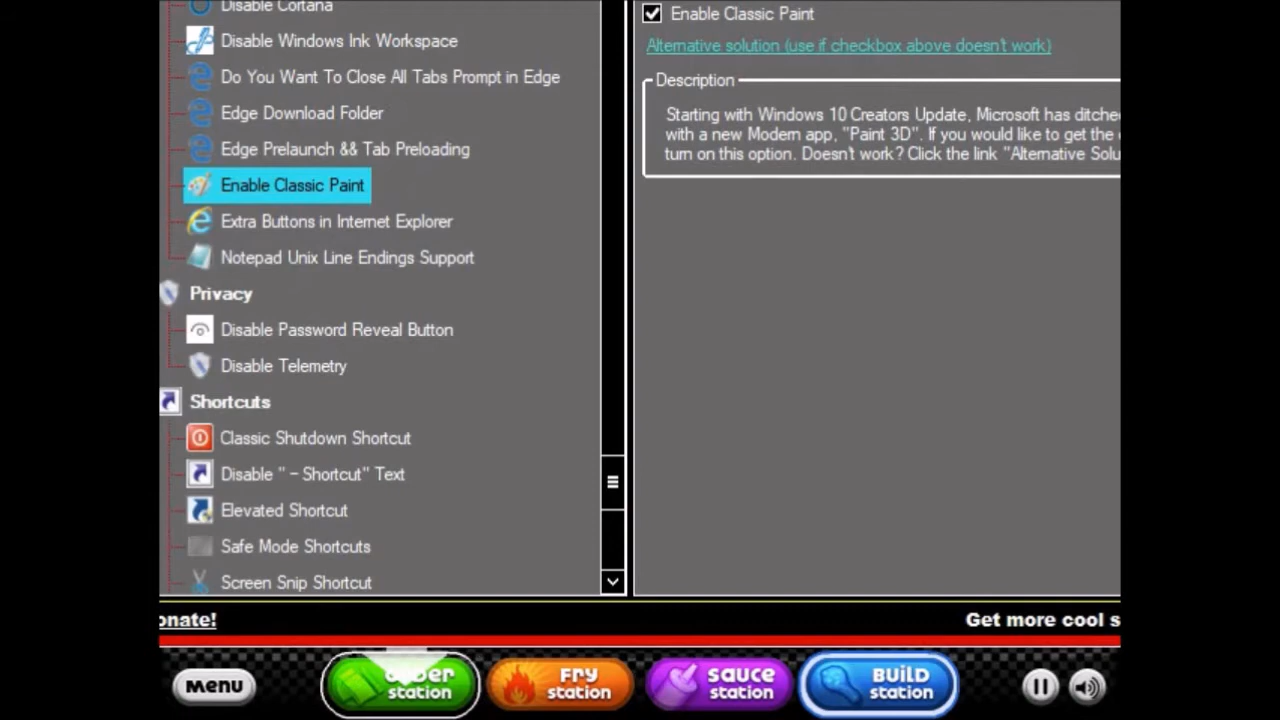 Disable Cortana
Disable Windows Ink Workspace
Do You Want To Close All Tabs Prompt in Edge
Edge Download Folder
Edge Prelaunch && Tab Preloading
Enable Classic Paint
Extra Buttons in Internet Explorer
Notepad Unix Line Endings Support
Privacy
Disable Password Reveal Button
Disable Telemetry
Shortcuts
Classic Shutdown Shortcut
Disable " - Shortcut" Text
Elevated Shortcut
Safe Mode Shortcuts
Screen Snip Shortcut
Enable Classic Paint
Alternative solution (use if checkbox above doesn't work)
Description
Starting with Windows 10 Creators Update, Microsoft has ditche
with a new Modern app, "Paint 3D". If you would like to get the
turn on this option. Doesn't work? Click the link "Alternative Solu
onate!
Get more cool s
menu
station
FRY
station
sauce
station
BUILD
station